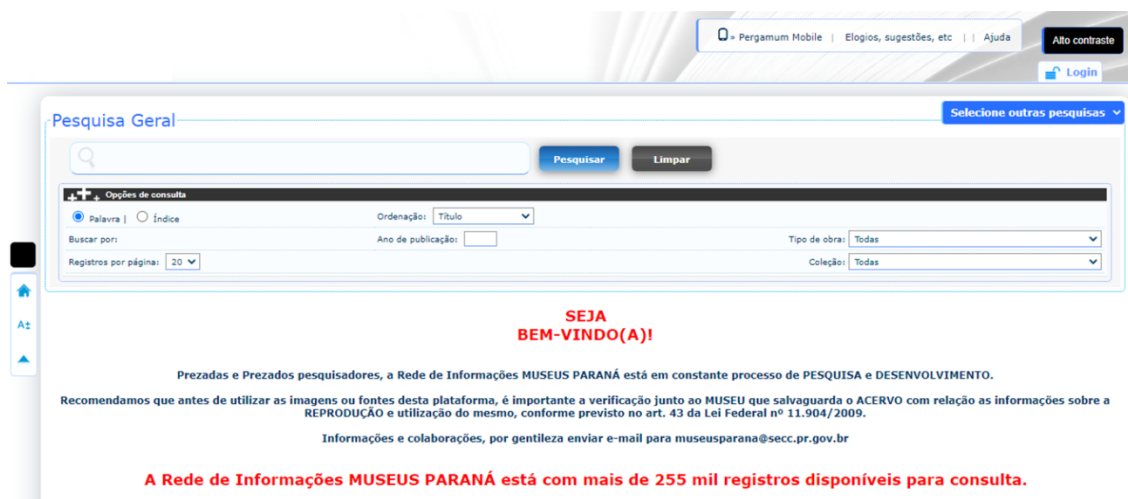 » Pergamum Mobile | Elogios, sugestões, etc | | Ajuda
Alto contraste
Login
Pesquisa Geral
Selecione outras pesquisas
Pesquisar
Limpar
Opções de consulta
Palavra | Índice
Ordenação: Título
Buscar por:
Ano de publicação:
Tipo de obra: Todas
Registros por página: 20
Coleção: Todas
A±
SEJA
BEM-VINDO(A)!
Prezadas e Prezados pesquisadores, a Rede de Informações MUSEUS PARANÁ está em constante processo de PESQUISA e DESENVOLVIMENTO.
Recomendamos que antes de utilizar as imagens ou fontes desta plataforma, é importante a verificação junto ao MUSEU que salvaguarda o ACERVO com relação as informações sobre a
REPRODUÇÃO e utilização do mesmo, conforme previsto no art. 43 da Lei Federal nº 11.904/2009.
Informações e colaborações, por gentileza enviar e-mail para museusparana@secc.pr.gov.br
A Rede de Informações MUSEUS PARANÁ está com mais de 255 mil registros disponíveis para consulta.